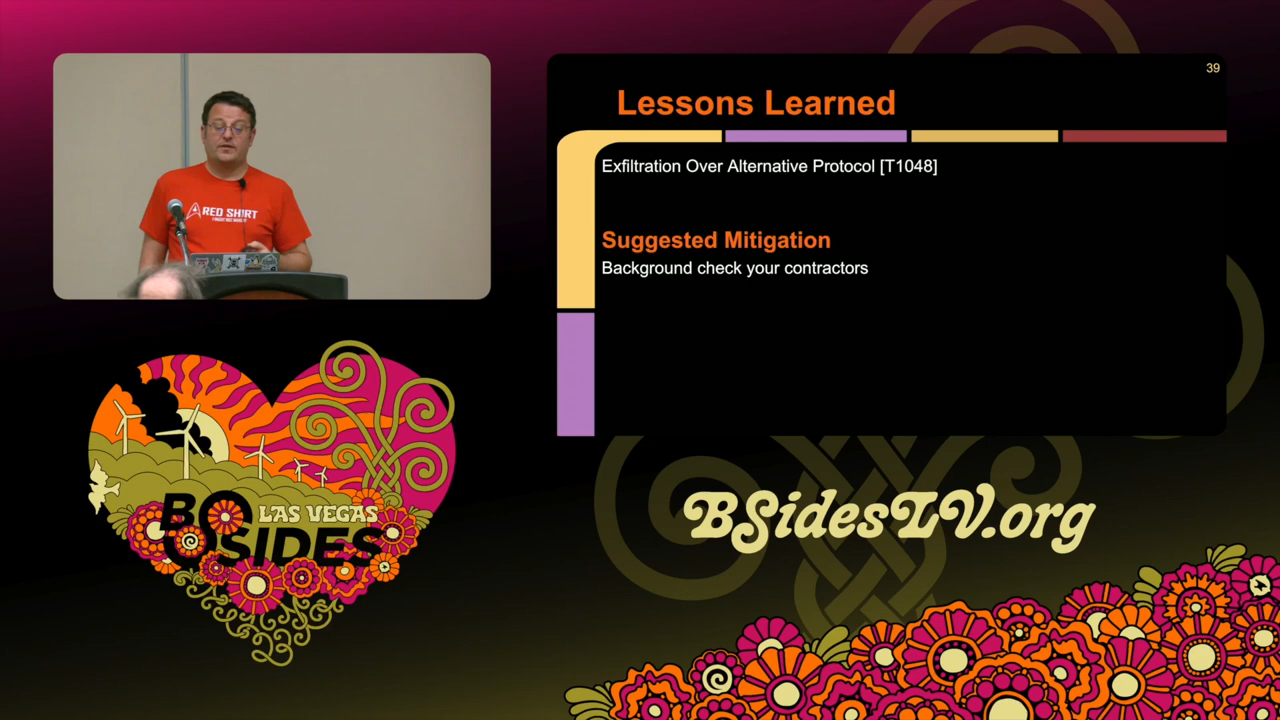 RED SHIRT
39
Lessons Learned
Exfiltration Over Alternative Protocol [T1048]
Suggested Mitigation
Background check your contractors
LAS VEGAS
BSIDES
23
BSidesLV.org